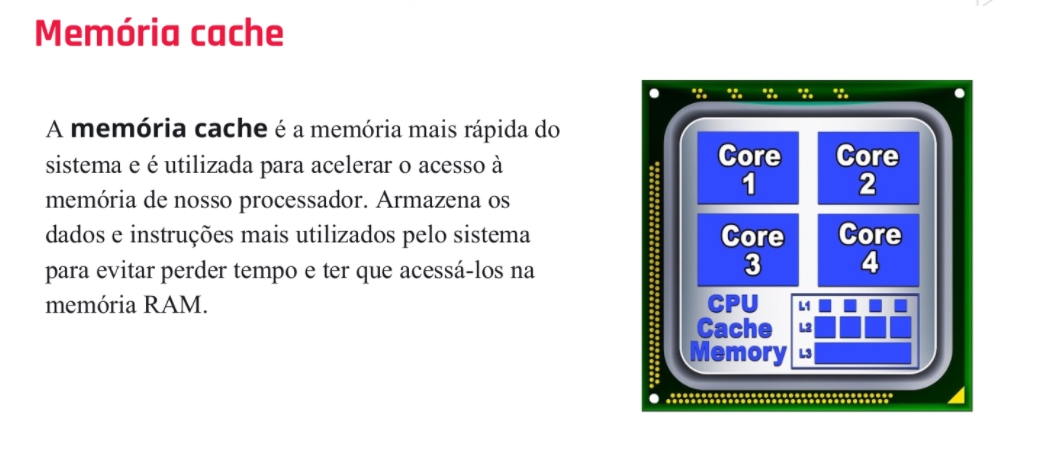 Memória cache
A memória cache é a memória mais rápida do
sistema e é utilizada para acelerar o acesso à
memória de nosso processador. Armazena os
dados e instruções mais utilizados pelo sistema
para evitar perder tempo e ter que acessá-los na
memória RAM.
Core
1
Core
2
Core
3
Core
4
CPU
Cache
Memory
L1
L2
L3